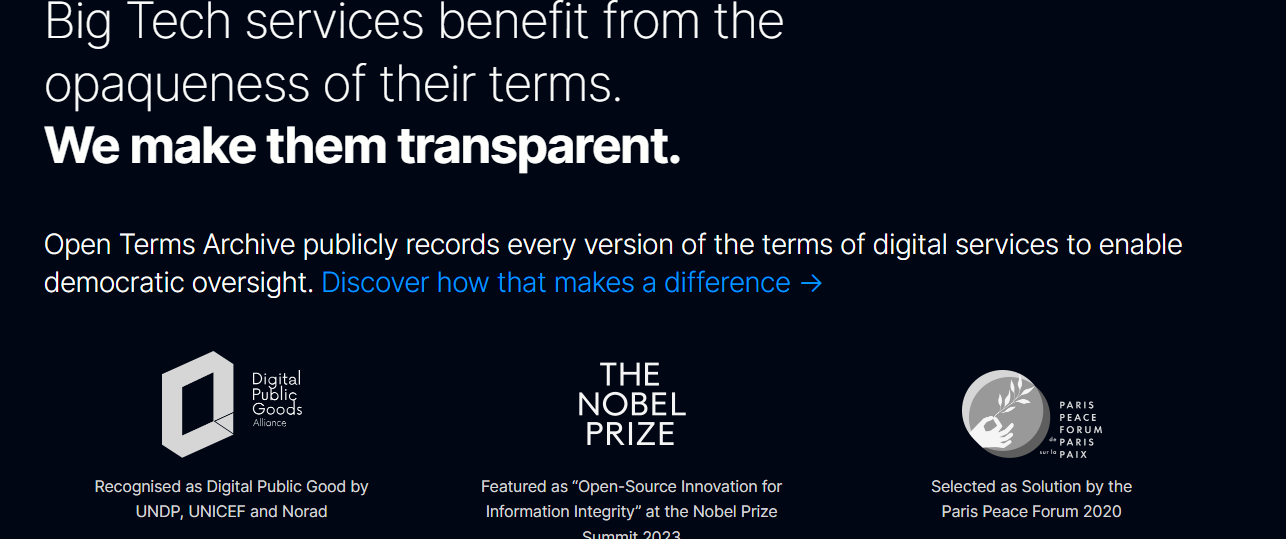 Big Tech services benefit from the
opaqueness of their terms.
We make them transparent.
Open Terms Archive publicly records every version of the terms of digital services to enable
democratic oversight. Discover how that makes a difference →
Digital
Public
Goods
Alliance
Recognised as Digital Public Good by
UNDP, UNICEF and Norad
THE
NOBEL
PRIZE
Featured as “Open-Source Innovation for
Information Integrity” at the Nobel Prize
Summit 2023
PARIS
PEACE
FORUM
de PARIS
sur la PAIX
Selected as Solution by the
Paris Peace Forum 2020